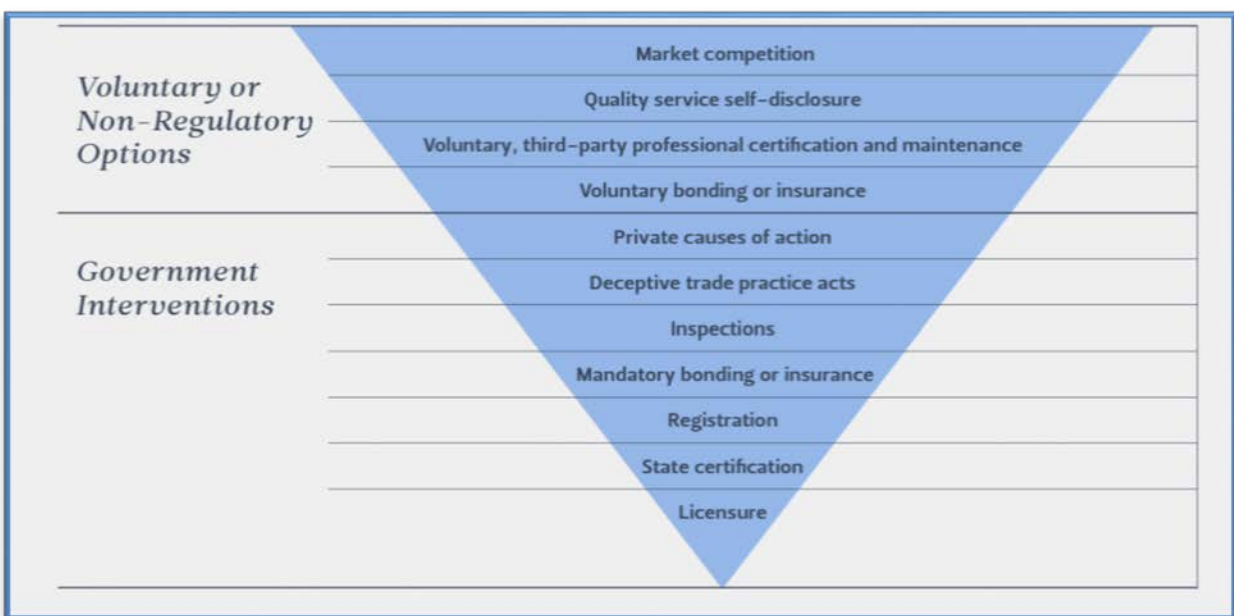 Voluntary or
Non-Regulatory
Options
Market competition
Quality service self-disclosure
Voluntary, third-party professional certification and maintenance
Voluntary bonding or insurance
Government
Interventions
Private causes of action
Deceptive trade practice acts
Inspections
Mandatory bonding or insurance
Registration
State certification
Licensure